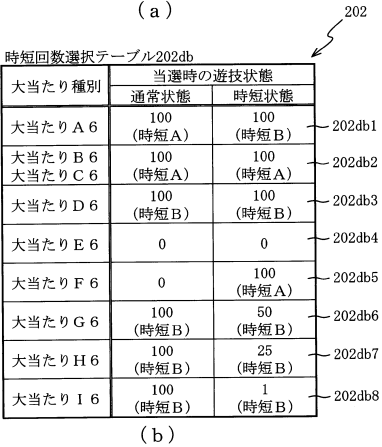 (a)
202
時短回数選択テーブル202db
大当たり種別
当選時の遊技状態
通常状態 時短状態
大当たりA6 100 (時短A) 100 (時短B) 202db1
大当たりB6
大当たりC6 100 (時短A) 100 (時短A) 202db2
大当たりD6 100 (時短B) 100 (時短B) 202db3
大当たりE6 0 0 202db4
大当たりF6 0 100 (時短A) 202db5
大当たりG6 100 (時短B) 50 (時短B) 202db6
大当たりH6 100 (時短B) 25 (時短B) 202db7
大当たりI6 100 (時短B) 1 (時短B) 202db8
(b)